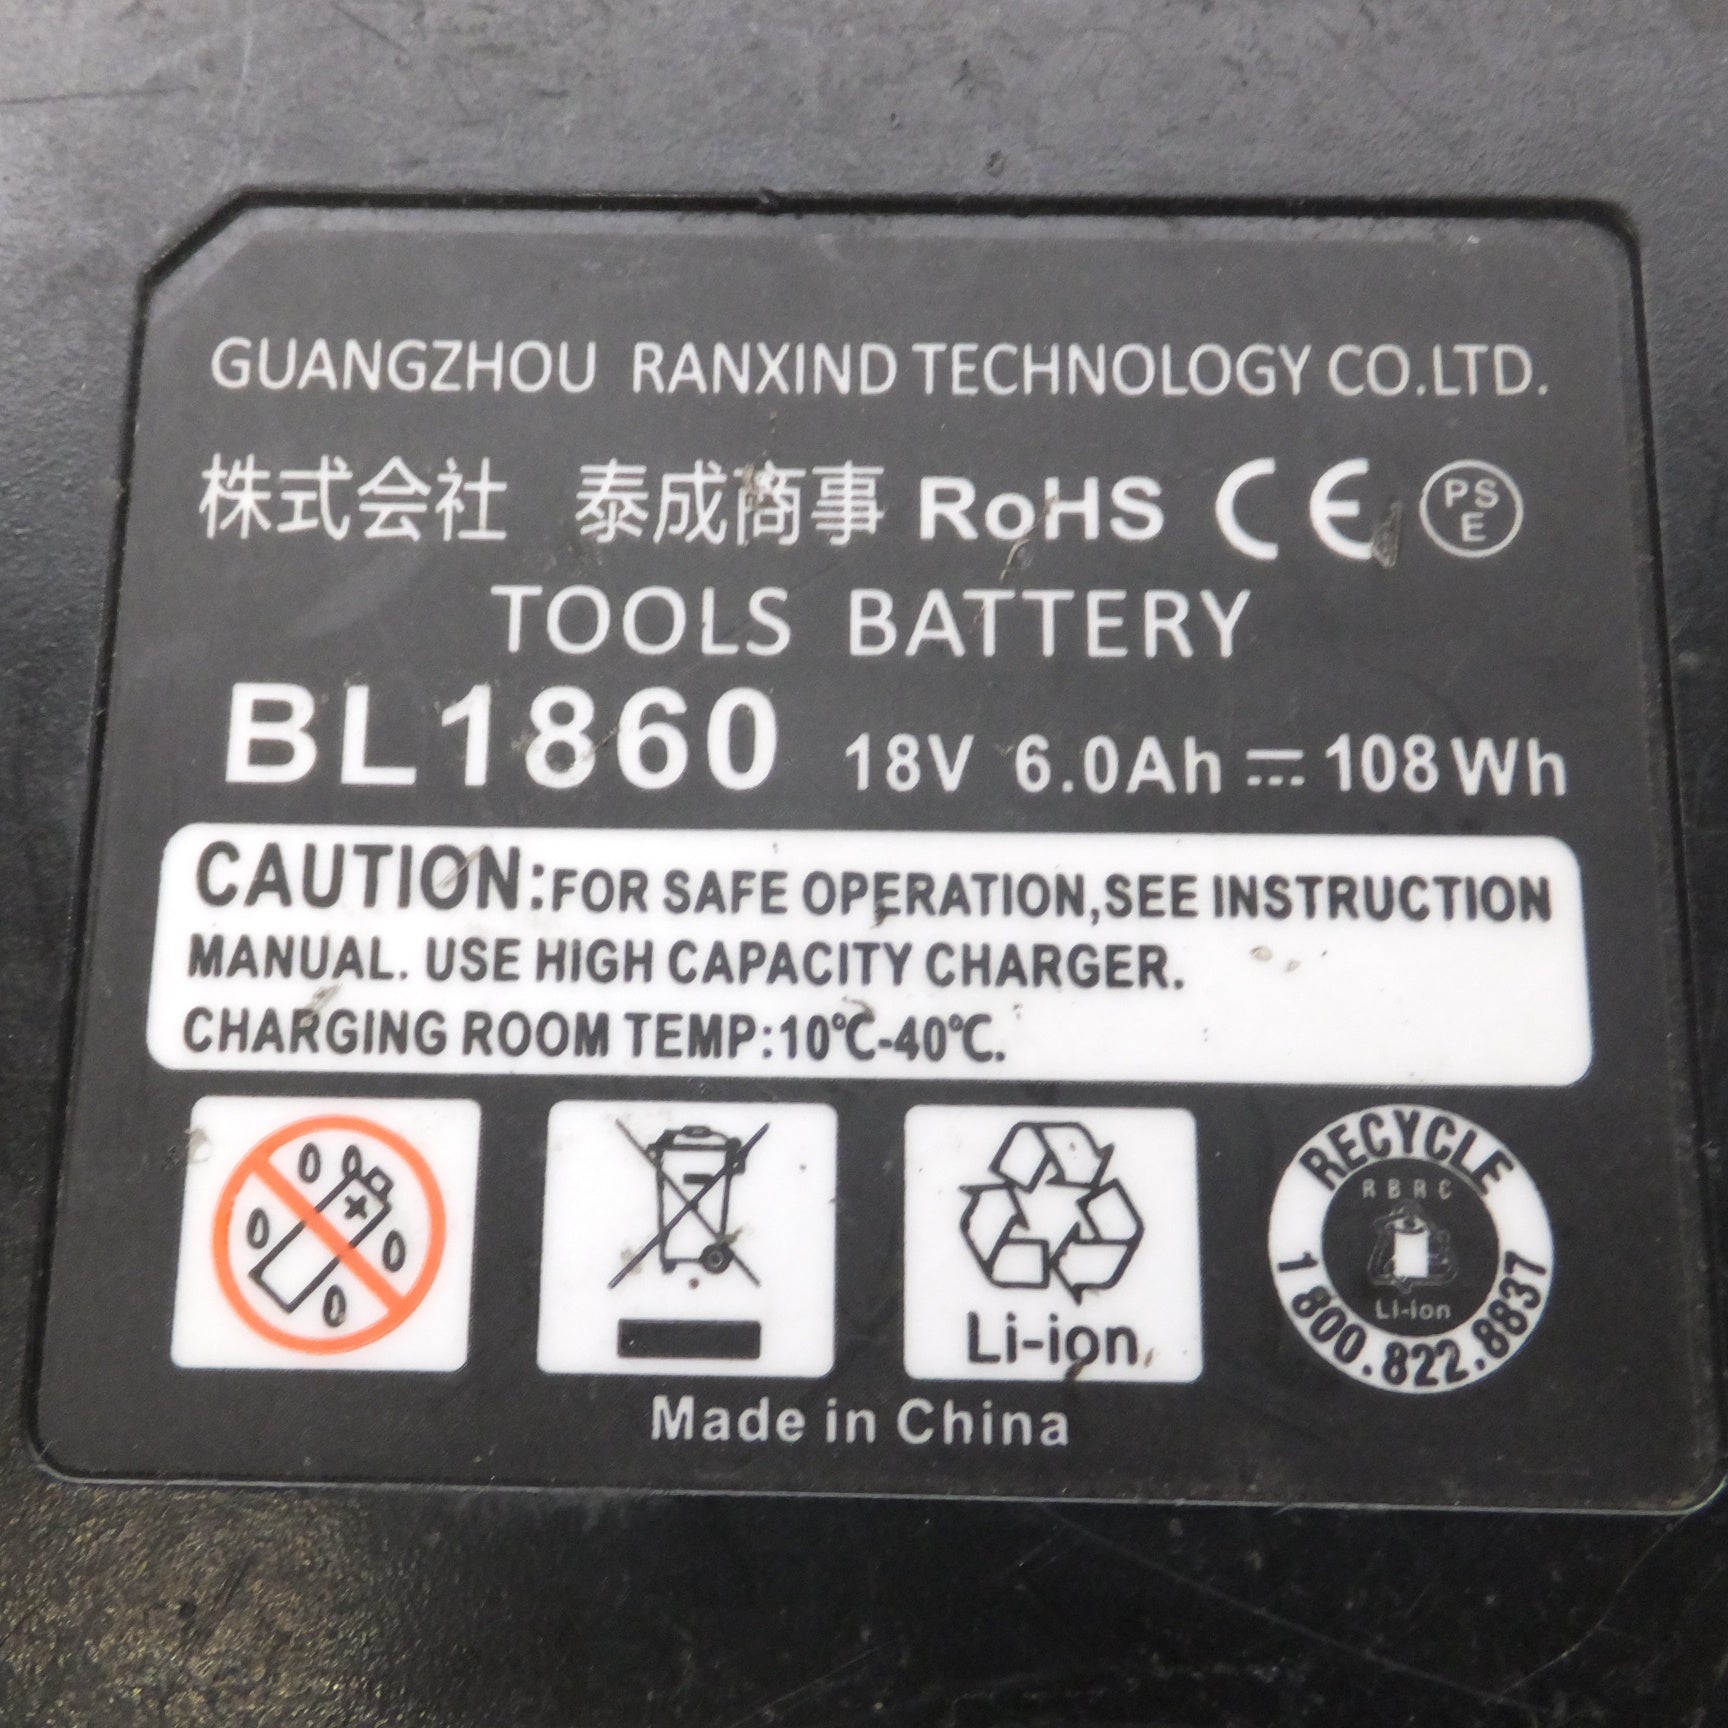 GUANGZHOU RANXIND TECHNOLOGY CO.LTD.
株式会社 泰成商事 RoHS CE PSE
TOOLS BATTERY
BL1860 18V 6.0Ah ⎓ 108Wh
CAUTION:FOR SAFE OPERATION,SEE INSTRUCTION
MANUAL. USE HIGH CAPACITY CHARGER.
CHARGING ROOM TEMP:10℃-40℃.
Li-ion
RECYCLE
RBRC
Li-ion
1 800.822.8837
Made in China